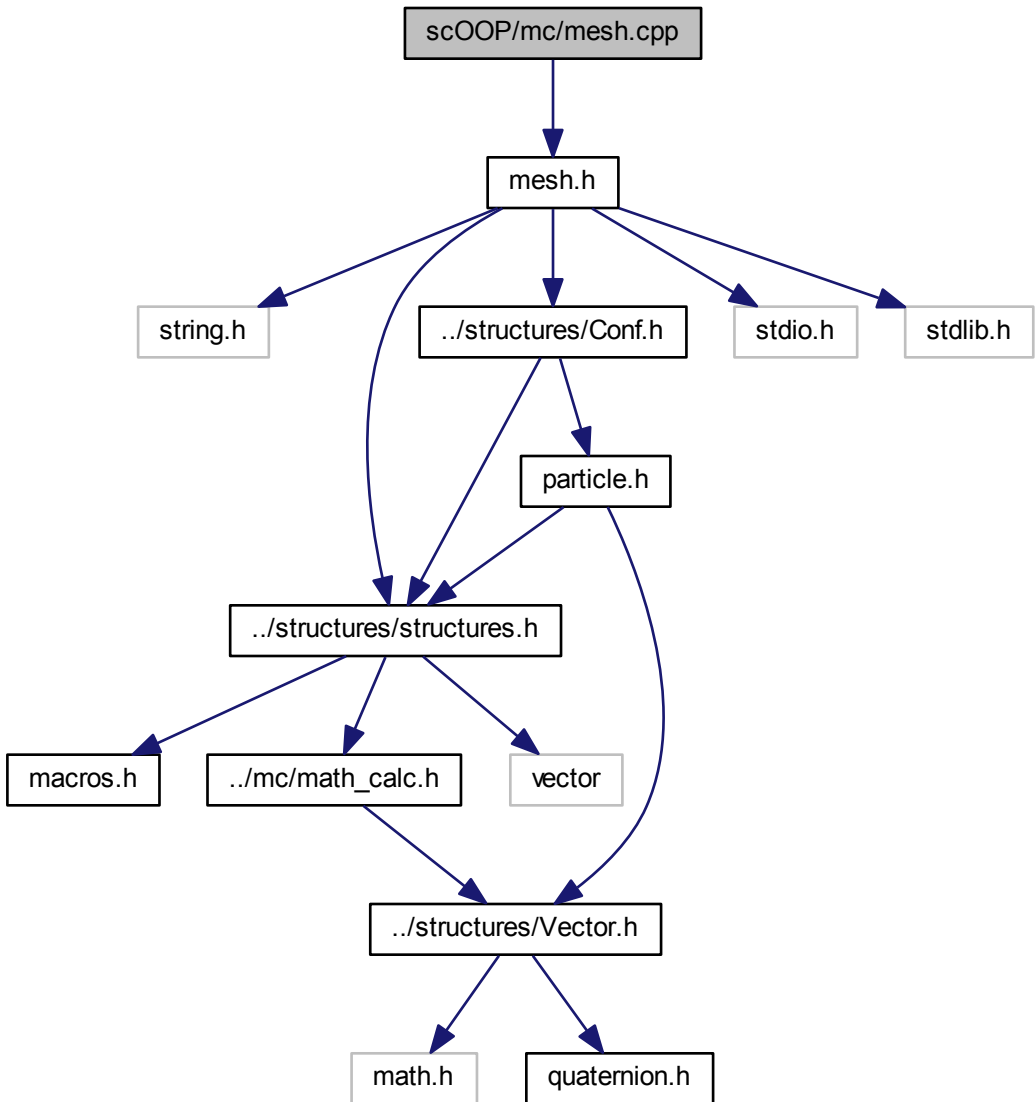 scOOP/mc/mesh.cpp
mesh.h
string.h
../structures/Conf.h
stdio.h
stdlib.h
particle.h
../structures/structures.h
macros.h
../mc/math_calc.h
vector
../structures/Vector.h
math.h
quaternion.h